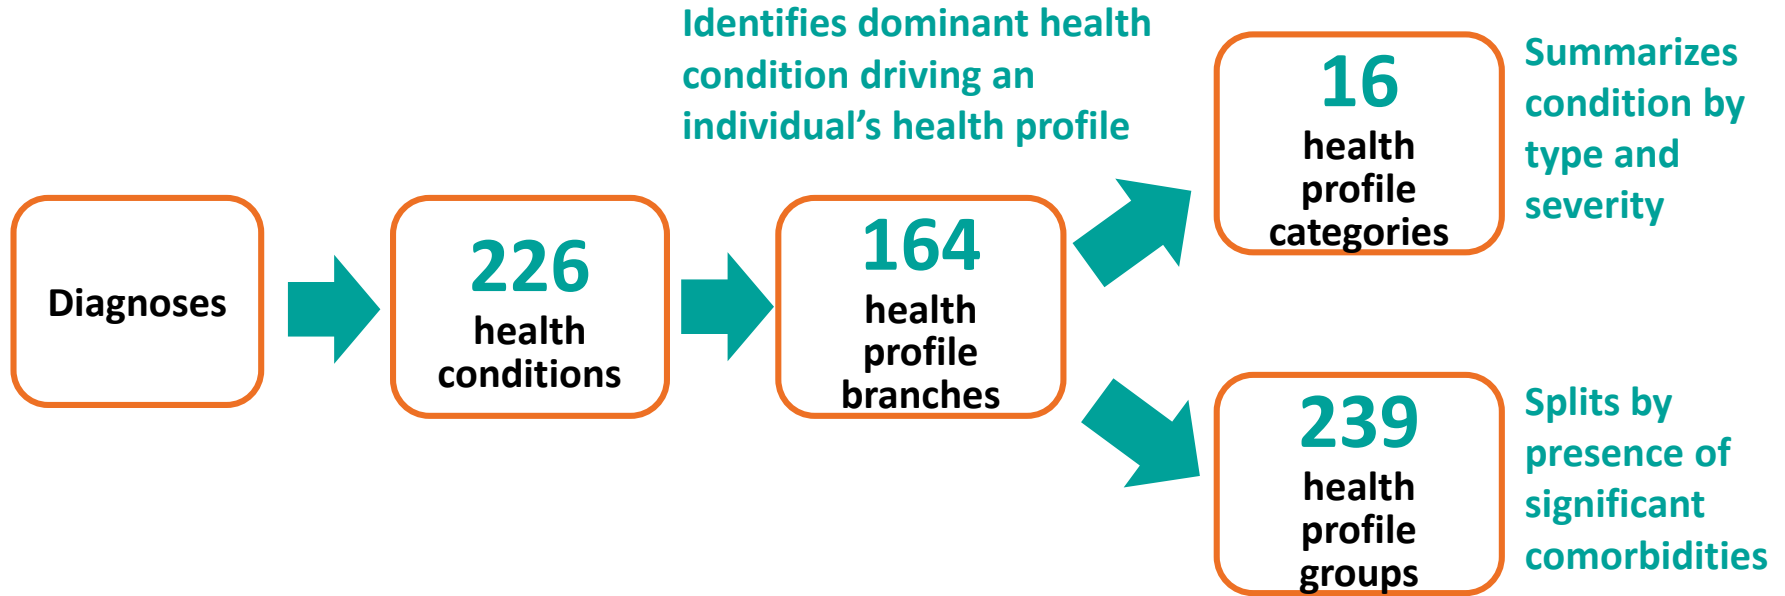 Identifies dominant health
condition driving an
individual’s health profile
Diagnoses
226
health
conditions
164
health
profile
branches
16
health
profile
categories
Summarizes
condition by
type and
severity
239
health
profile
groups
Splits by
presence of
significant
comorbidities